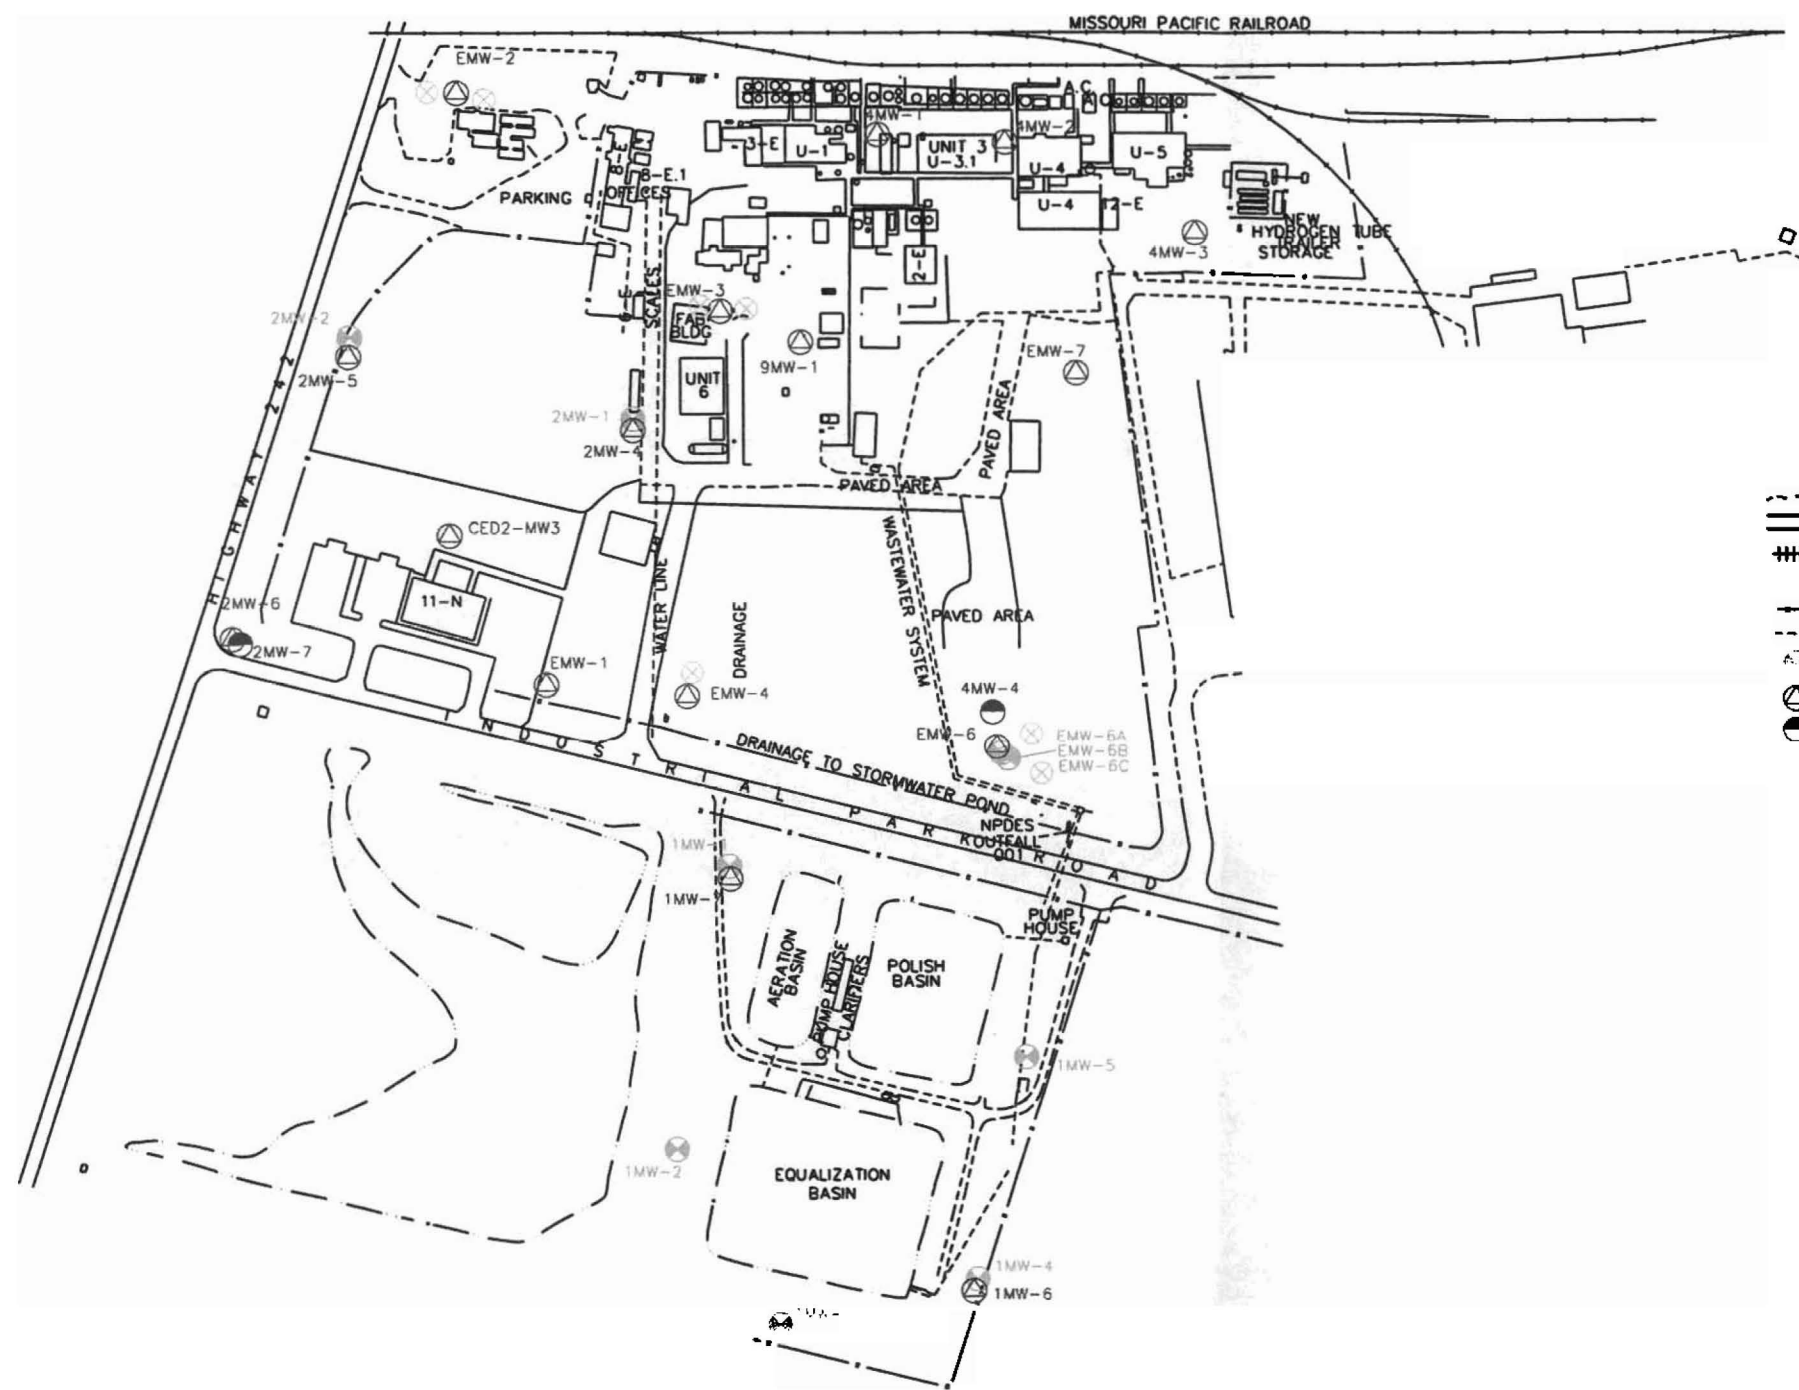 MISSOURI PACIFIC RAILROAD
EMW-2
A.C.
4MW-1
4MW-2
3-E
U-1
UNIT 3
U-3.1
U-4
U-5
8-E
8-E.1
OFFICES
PARKING
U-4
12-E
NEW
HYDROGEN TUBE
TRAILER
STORAGE
4MW-3
2-E
SCALES
EMW-3
FAB
BLDG
2MW-2
2MW-5
9MW-1
EMW-7
UNIT
6
2MW-1
2MW-4
PAVED AREA
PAVED AREA
HIGHWAY 242
CED2-MW3
WASTEWATER SYSTEM
WATER LINE
DRAINAGE
11-N
2MW-6
2MW-7
PAVED AREA
EMW-1
EMW-4
4MW-4
EMW-6
EMW-6A
EMW-6B
EMW-6C
DRAINAGE TO STORMWATER POND
INDUSTRIAL PARK ROAD
NPDES
OUTFALL
001
1MW-
1MW-
PUMP
HOUSE
AERATION
BASIN
PUMP HOUSE
CLARIFIERS
POLISH
BASIN
1MW-5
1MW-2
EQUALIZATION
BASIN
1MW-4
1MW-6